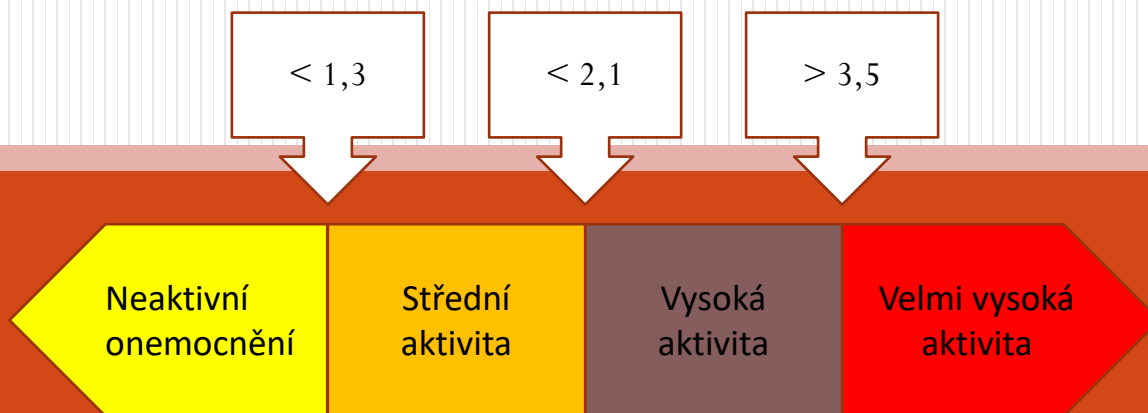 < 1,3
< 2,1
> 3,5
Neaktivní
onemocnění
Střední
aktivita
Vysoká
aktivita
Velmi vysoká
aktivita